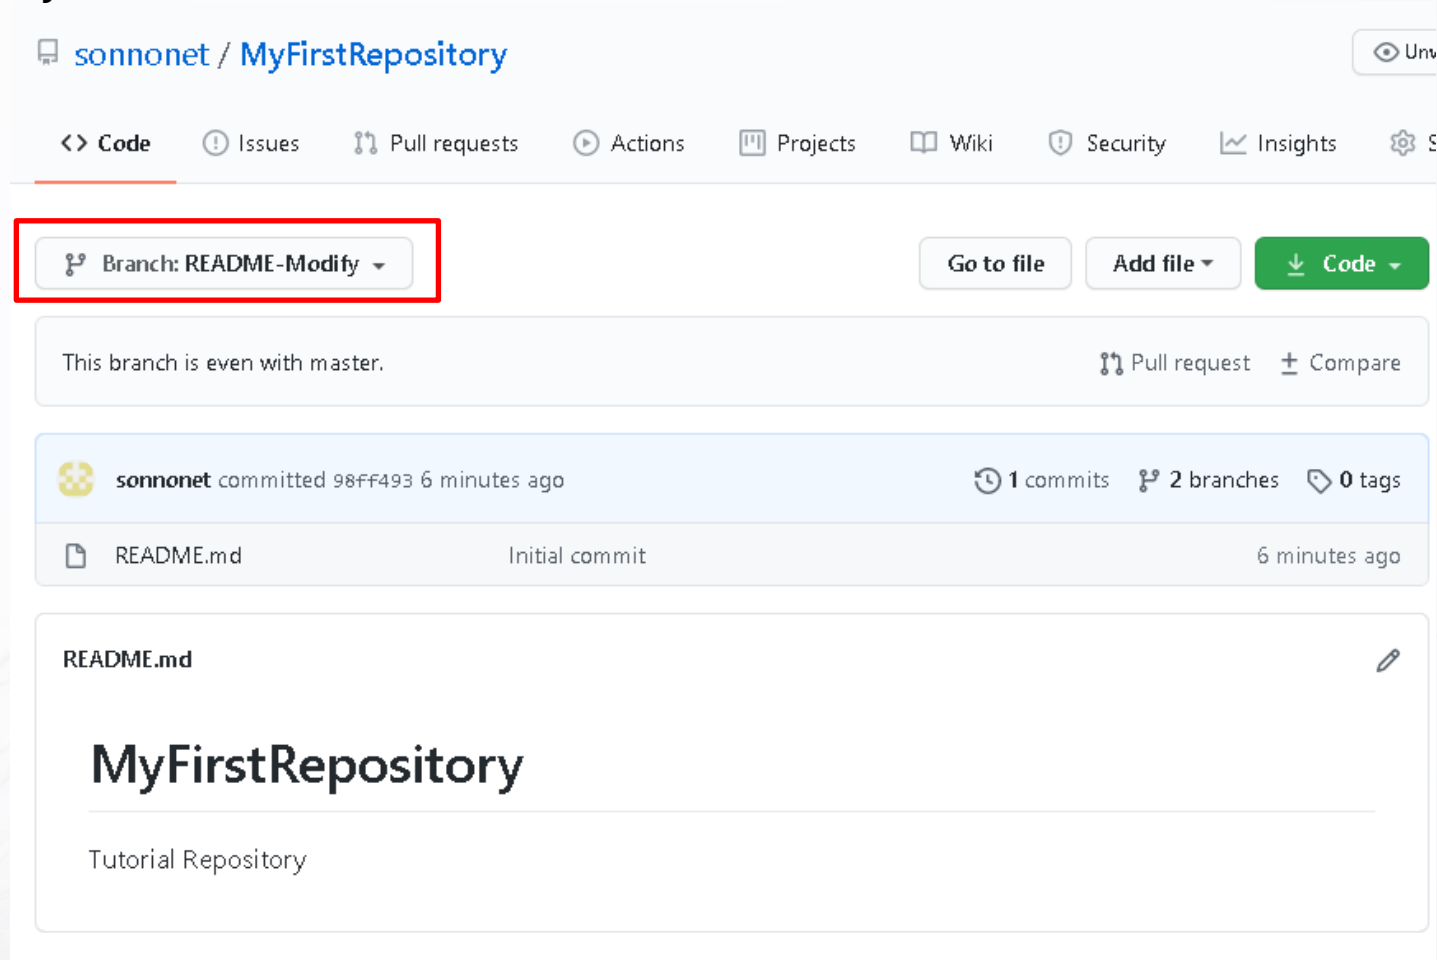 sonnonet / MyFirstRepository
Code Issues Pull requests Actions Projects Wiki Security Insights
Branch: README-Modify Go to file Add file Code
This branch is even with master. Pull request Compare
sonnonet committed 98ff493 6 minutes ago 1 commits 2 branches 0 tags
README.md Initial commit 6 minutes ago
README.md
MyFirstRepository
Tutorial Repository